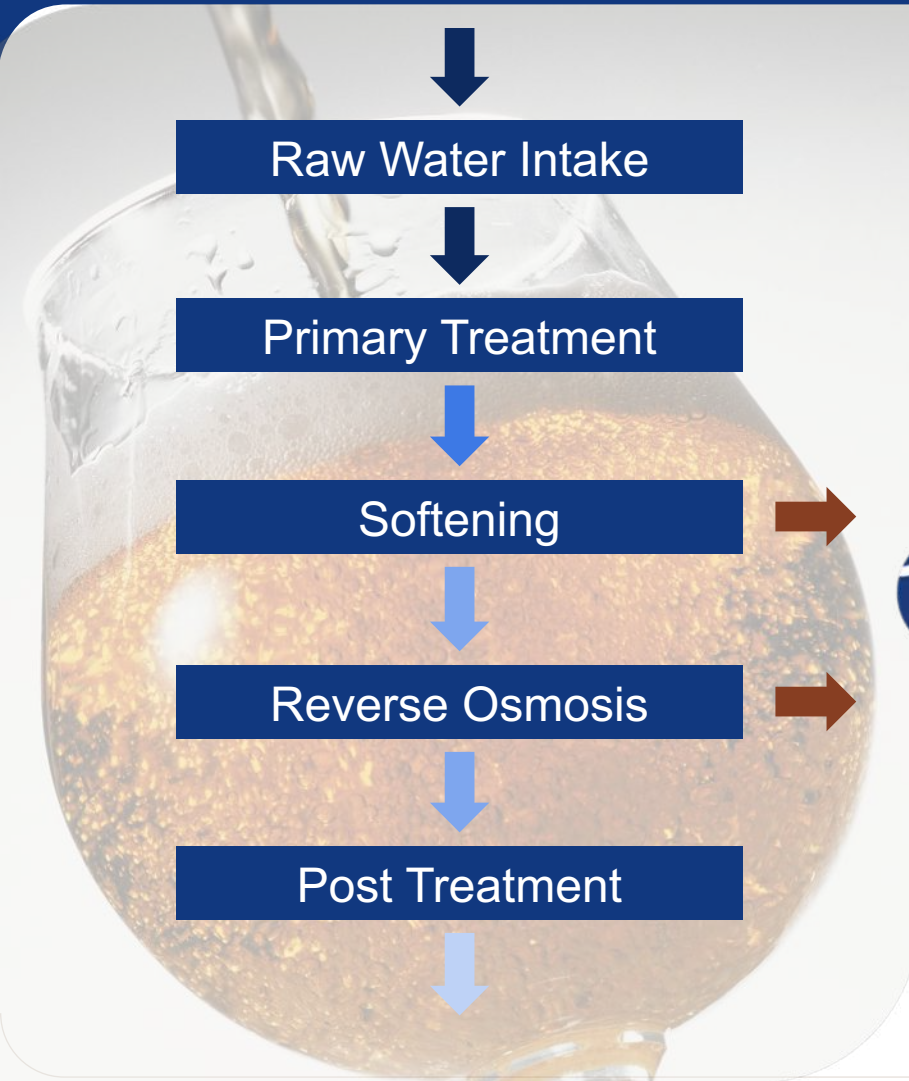 Raw Water Intake
Primary Treatment
Softening
Reverse Osmosis
Post Treatment